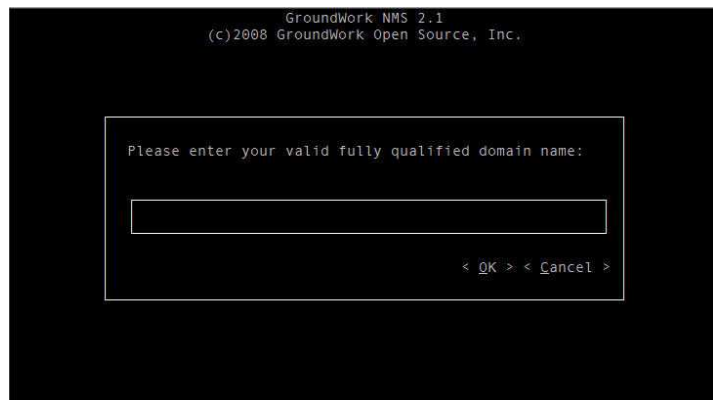 GroundWork NMS 2.1
(c)2008 GroundWork Open Source, Inc.
Please enter your valid fully qualified domain name:
< OK > < Cancel >